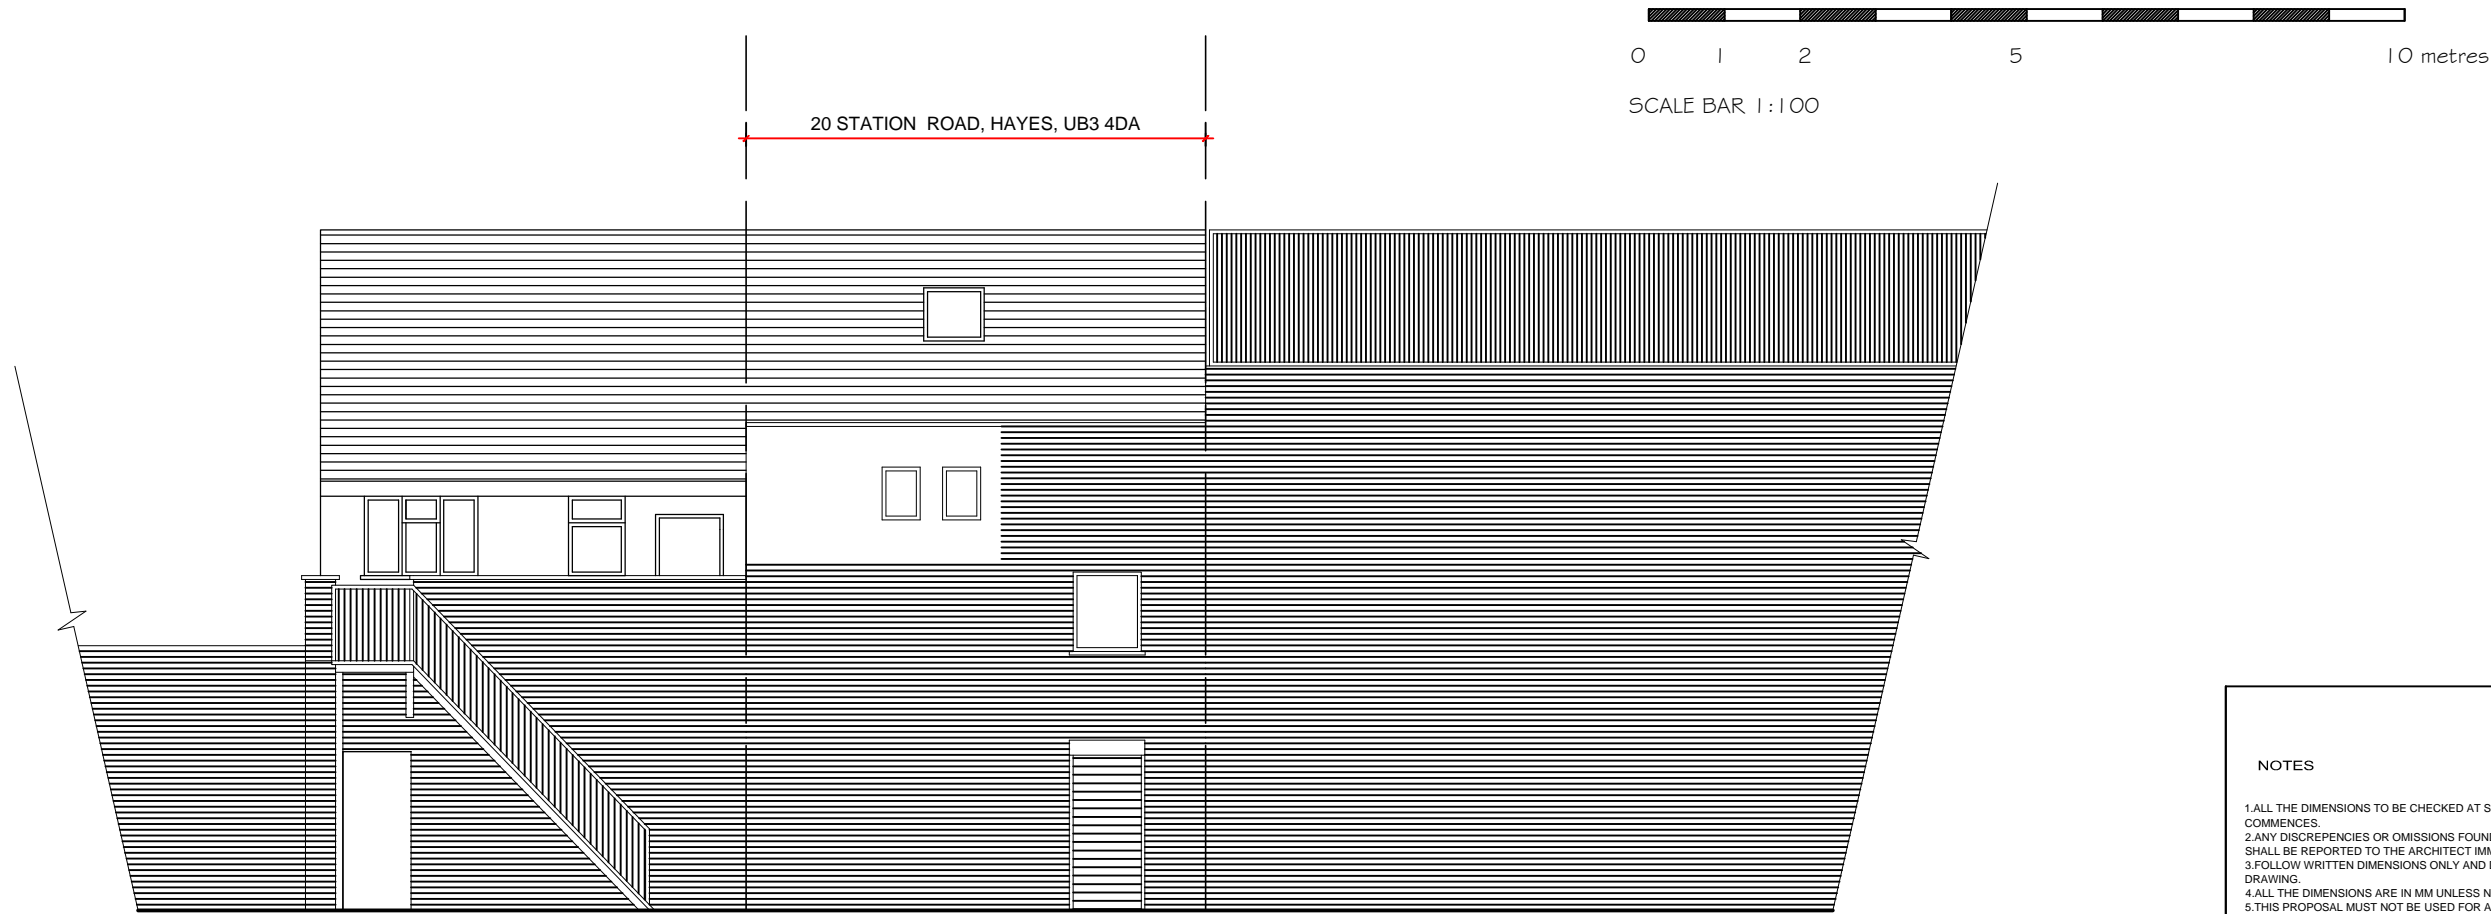 0 1 2 5 10 metres
SCALE BAR 1:100
20 STATION ROAD, HAYES, UB3 4DA
NOTES
1.ALL THE DIMENSIONS TO BE CHECKED AT
COMMENCES.
2.ANY DISCREPENCIES OR OMISSIONS
SHALL BE REPORTED TO THE ARCHITECT
3.FOLLOW WRITTEN DIMENSIONS ONLY AND
DRAWING.
4.ALL THE DIMENSIONS ARE IN MM UNLESS
5.THIS PROPOSAL MUST NOT BE USED FOR